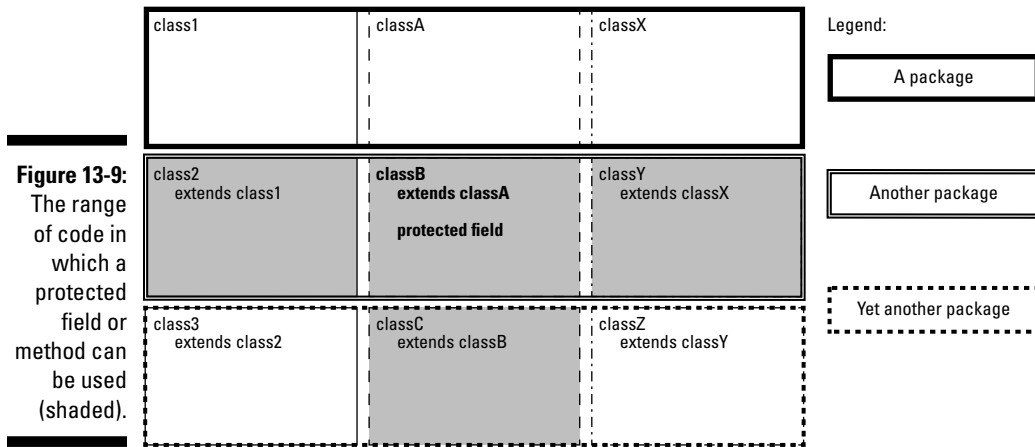 class1
classA
classX
Legend:
A package
Figure 13-9:
The range
of code in
which a
protected
field or
method can
be used
(shaded).
class2
extends class1
classB
extends classA
protected field
classY
extends classX
Another package
class3
extends class2
classC
extends classB
classZ
extends classY
Yet another package